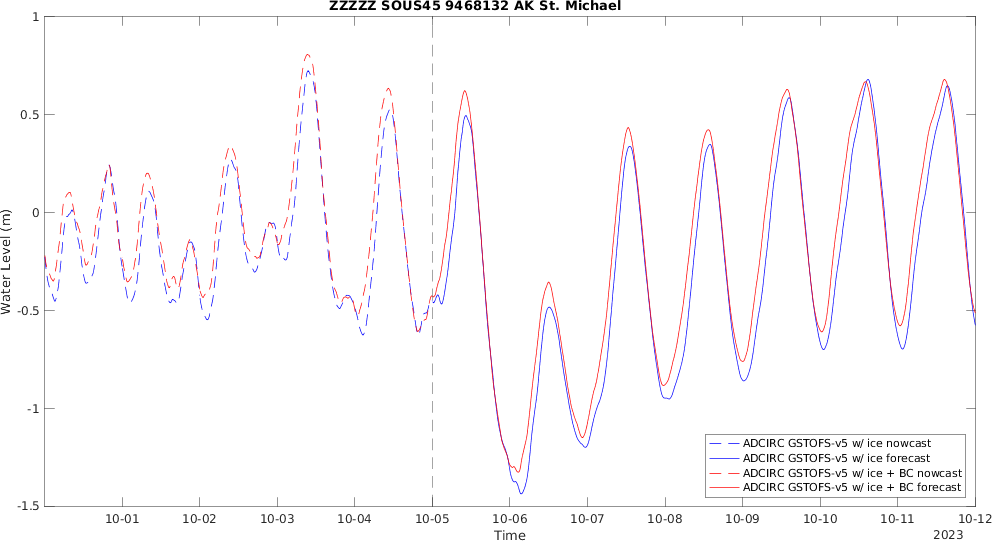 ZZZZZ SOUS45 9468132 AK St. Michael
Water Level (m)
1
0.5
0
-0.5
-1
-1.5
10-01 10-02 10-03 10-04 10-05 10-06 10-07 10-08 10-09 10-10 10-11 10-12
Time
2023
ADCIRC GSTOFS-v5 w/ ice nowcast
ADCIRC GSTOFS-v5 w/ ice forecast
ADCIRC GSTOFS-v5 w/ ice + BC nowcast
ADCIRC GSTOFS-v5 w/ ice + BC forecast